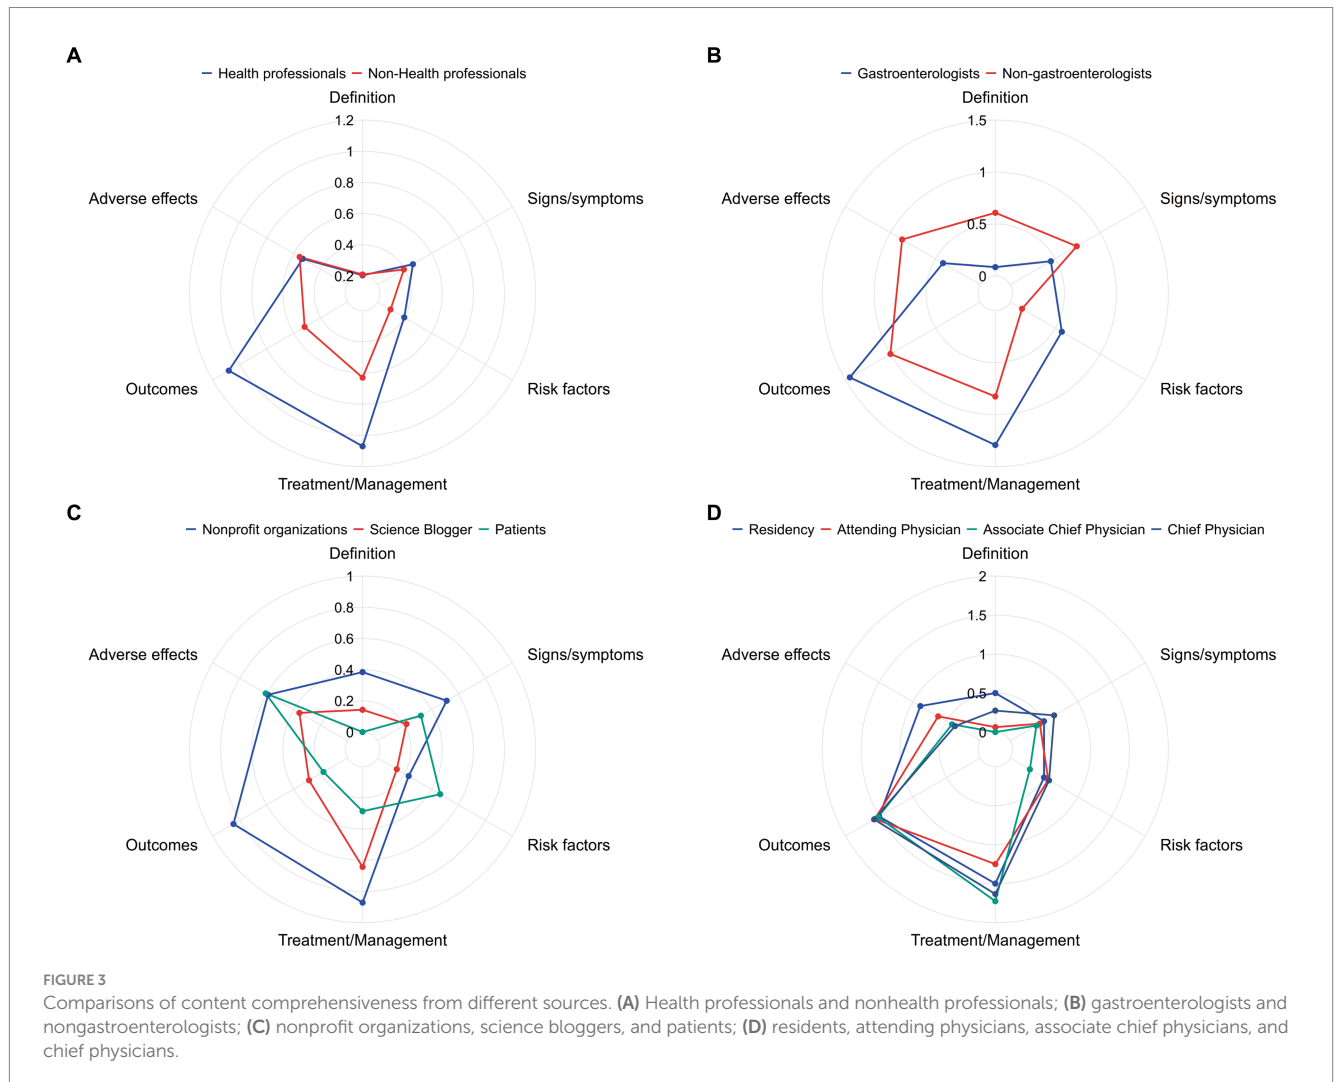 A
Health professionals Non-Health professionals
Definition
1.2
1
0.8
0.6
0.4
0.2
Adverse effects
Signs/symptoms
Outcomes
Risk factors
Treatment/Management
B
Gastroenterologists Non-gastroenterologists
Definition
1.5
1
0.5
0
Adverse effects
Signs/symptoms
Outcomes
Risk factors
Treatment/Management
C
Nonprofit organizations Science Blogger Patients
Definition
1
0.8
0.6
0.4
0.2
0
Adverse effects
Signs/symptoms
Outcomes
Risk factors
Treatment/Management
D
Residency Attending Physician Associate Chief Physician Chief Physician
Definition
2
1.5
1
0.5
0
Adverse effects
Signs/symptoms
Outcomes
Risk factors
Treatment/Management
FIGURE 3
Comparisons of content comprehensiveness from different sources. (A) Health professionals and nonhealth professionals; (B) gastroenterologists and
nongastroenterologists; (C) nonprofit organizations, science bloggers, and patients; (D) residents, attending physicians, associate chief physicians, and
chief physicians.